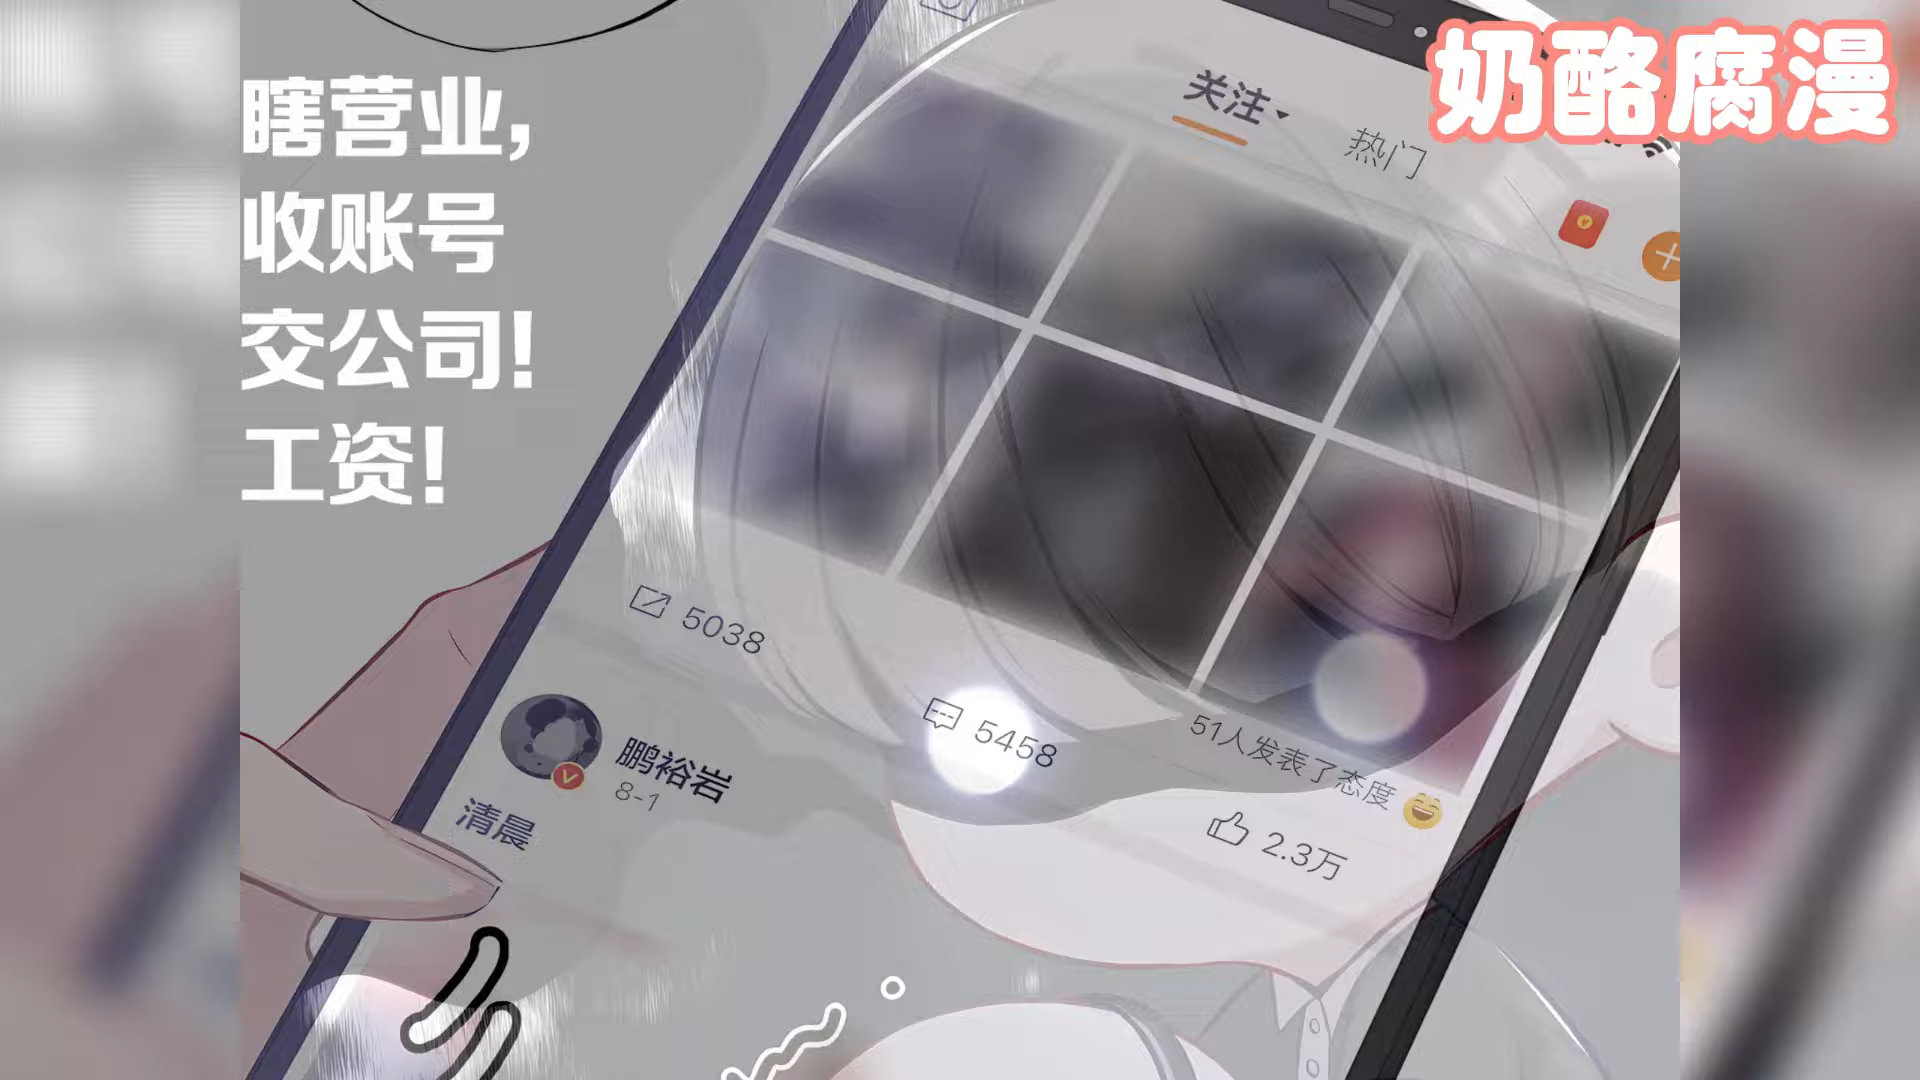 奶酪腐漫
瞎营业,
收账号
交公司!
工资!
关注
热门
5038
5458
51人发表了态度
2.3万
鹏裕岩
8-1
清晨